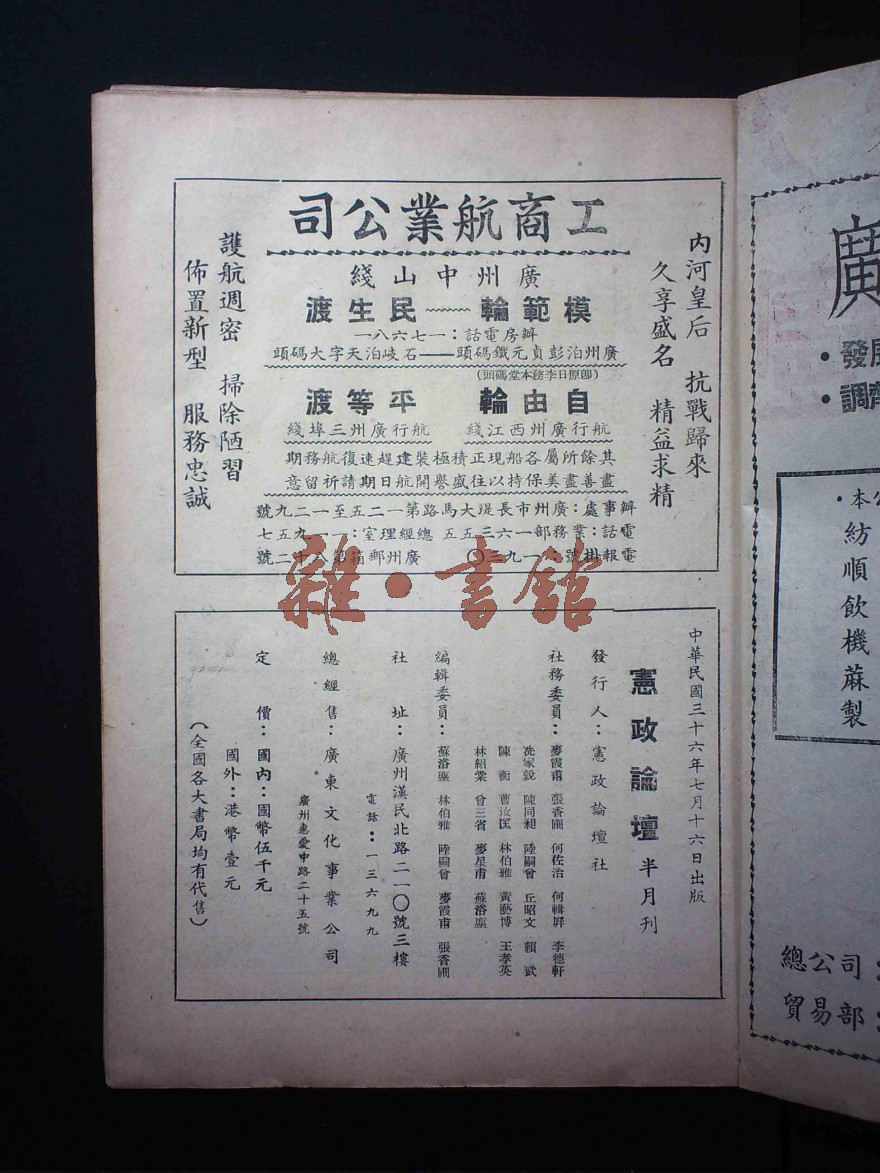 工商航業公司
內河皇后 抗戰歸來
久享盛名 精益求精
廣州中山綫
模範輪——民生渡
辦房電話：一七六八一
廣州泊彭貞元鐵碼頭——石岐泊天字大碼頭
（即原日李務本堂碼頭）
自由輪 平等渡
航行廣州西江綫 航行廣州三埠綫
其餘所屬各船現正積極裝建趕速復航務期
盡善盡美保持以往盛譽開航日期請祈留意
辦事處：廣州市長堤大馬路第一二五至一二九號
電話：業務部一六三五五 總經理室：一一九五七
電報掛號：一九三〇 廣州郵箱第八十二號
護航週密 掃除陋習
佈置新型 服務忠誠
雜·書館
中華民國三十六年七月十六日出版
憲政論壇 半月刊
發行人：憲政論壇社
社務委員：麥霞甫 張香圃 何佐治 何輯屏 李德軒
冼家銳 陳同昶 陸嗣曾 丘昭文 賴武
陳衡 曹汝匡 林伯雅 黃藝博 王孝英
林紹棠 曾三省 麥星甫 蘇浴塵
編輯委員：蘇浴塵 林伯雅 陸嗣曾 麥霞甫 張香圃
社址：廣州漢民北路二一〇號三樓
電話：一三六九九
總經售：廣東文化事業公司
廣州惠愛中路二十五號
定價：國內：國幣伍千元
國外：港幣壹元
（全國各大書局均有代售）
廣
·發展
·調劑
·本公
紡順飲機蔴製
總公司：
貿易部：